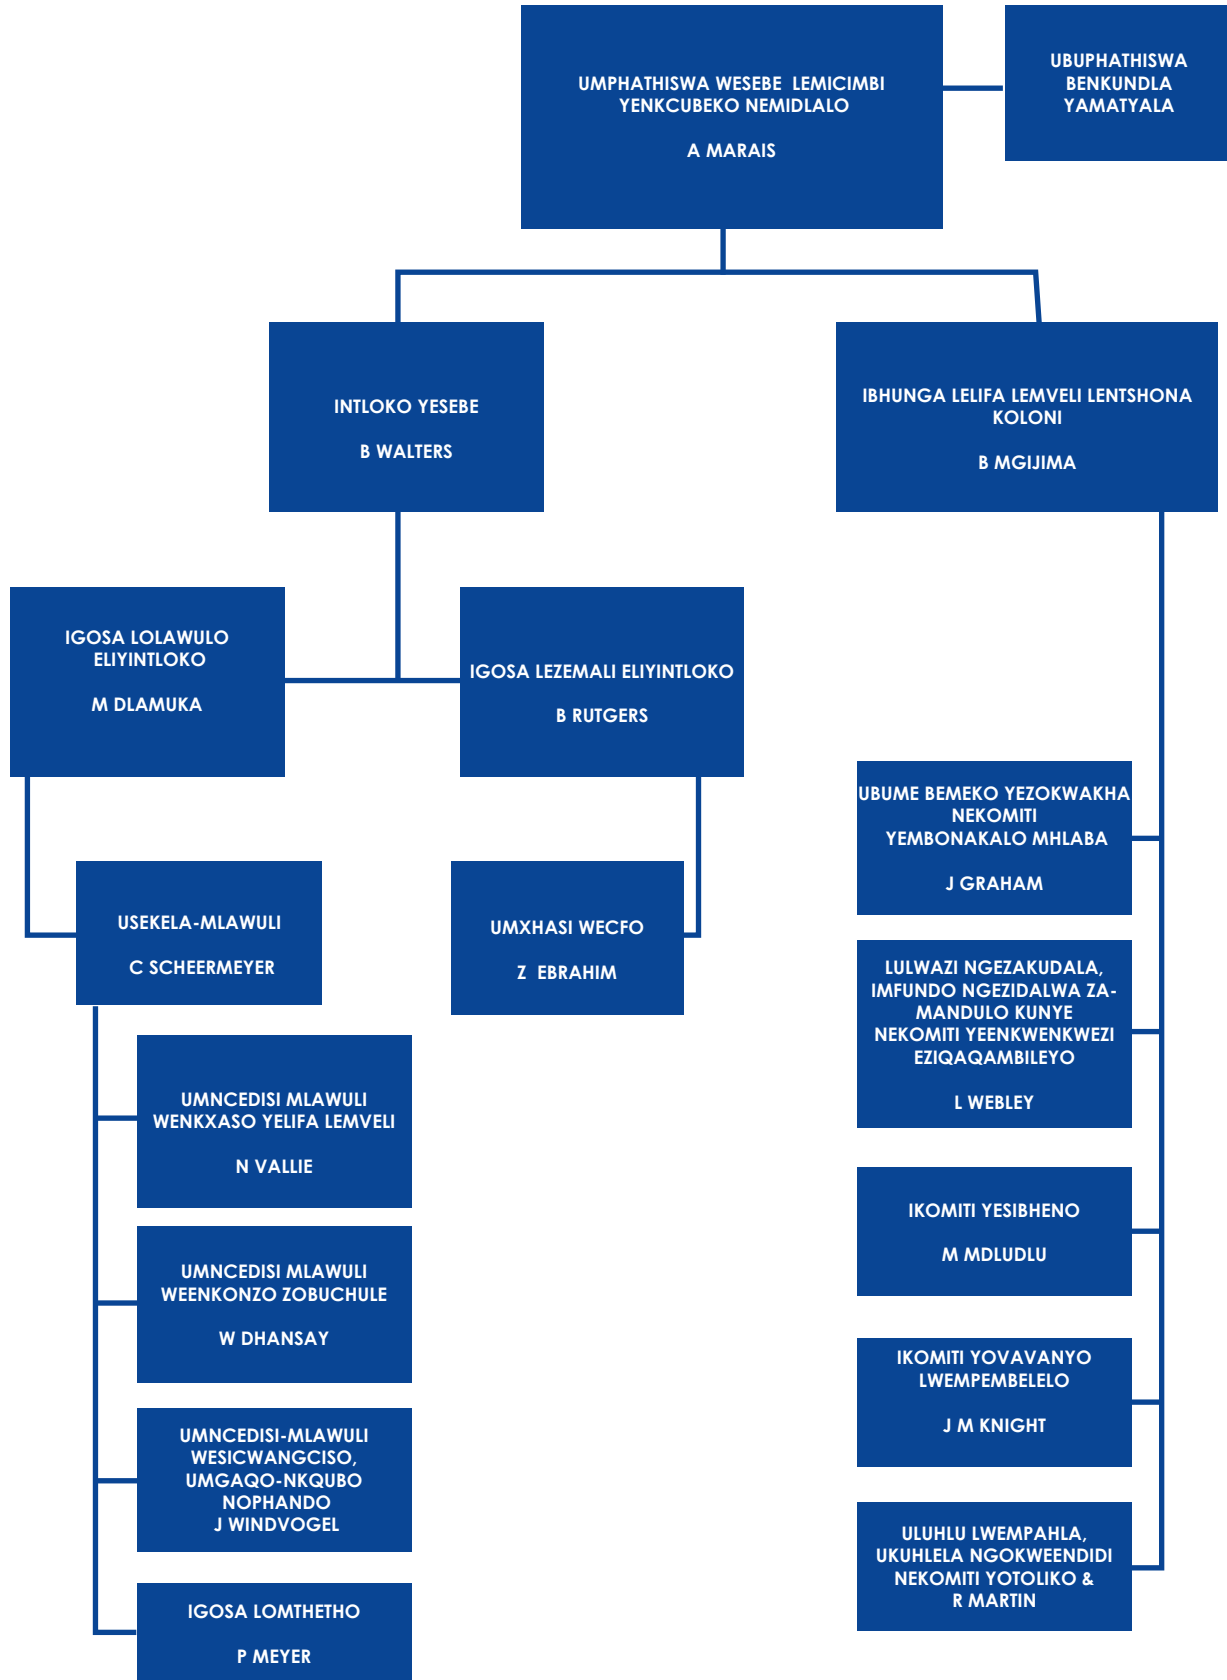 UMPHATHISWA WESEBE LEMICIMBI
YENKCUBEKO NEMIDLALO
A MARAIS
UBUPHATHISWA
BENKUNDLA
YAMATYALA
INTLOKO YESEBE
B WALTERS
IBHUNGA LELIFA LEMVELI LENTSHONA
KOLONI
B MGIJIMA
IGOSA LOLAWULO
ELIYINTLOKO
M DLAMUKA
IGOSA LEZEMALI ELIYINTLOKO
B RUTGERS
USEKELA-MLAWULI
C SCHEERMEYER
UMXHASI WECFO
Z EBRAHIM
UMNCEDISI MLAWULI
WENKXASO YELIFA LEMVELI
N VALLIE
UMNCEDISI MLAWULI
WEENKONZO ZOBUCHULE
W DHANSAY
UMNCEDISI-MLAWULI
WESICWANGCISO,
UMGAQO-NKQUBO
NOPHANDO
J WINDVOGEL
IGOSA LOMTHETHO
P MEYER
UBUME BEMEKO YEZOKWAKHA
NEKOMITI
YEMBONAKALO MHLABA
J GRAHAM
LULWAZI NGEZAKUDALA,
IMFUNDO NGEZIDALWA ZA-
MANDULO KUNYE
NEKOMITI YEENKWENKWEZI
EZIQAQAMBILEYO
L WEBLEY
IKOMITI YESIBHENO
M MDLUDLU
IKOMITI YOVAVANYO
LWEMPEMBELELO
J M KNIGHT
ULUHLU LWEMPAHLA,
UKUHLELA NGOKWEENDIDI
NEKOMITI YOTOLIKO &
R MARTIN